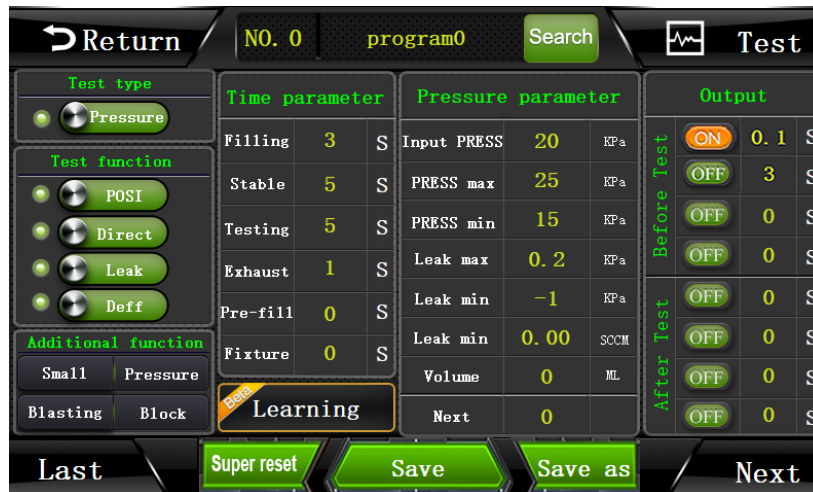 Return
NO. 0 program0 Search
Test
Test type
Pressure
Test function
POSI
Direct
Leak
Deff
Additional function
Small Pressure
Blasting Block
Time parameter
Filling 3 S
Stable 5 S
Testing 5 S
Exhaust 1 S
Pre-fill 0 S
Fixture 0 S
Beta
Learning
Pressure parameter
Input PRESS 20 KPa
PRESS max 25 KPa
PRESS min 15 KPa
Leak max 0.2 KPa
Leak min -1 KPa
Leak min 0.00 SCCM
Volume 0 ML
Next 0
Output
Before Test
ON 0.1 S
OFF 3 S
OFF 0 S
OFF 0 S
After Test
OFF 0 S
OFF 0 S
OFF 0 S
OFF 0 S
Last
Super reset
Save
Save as
Next